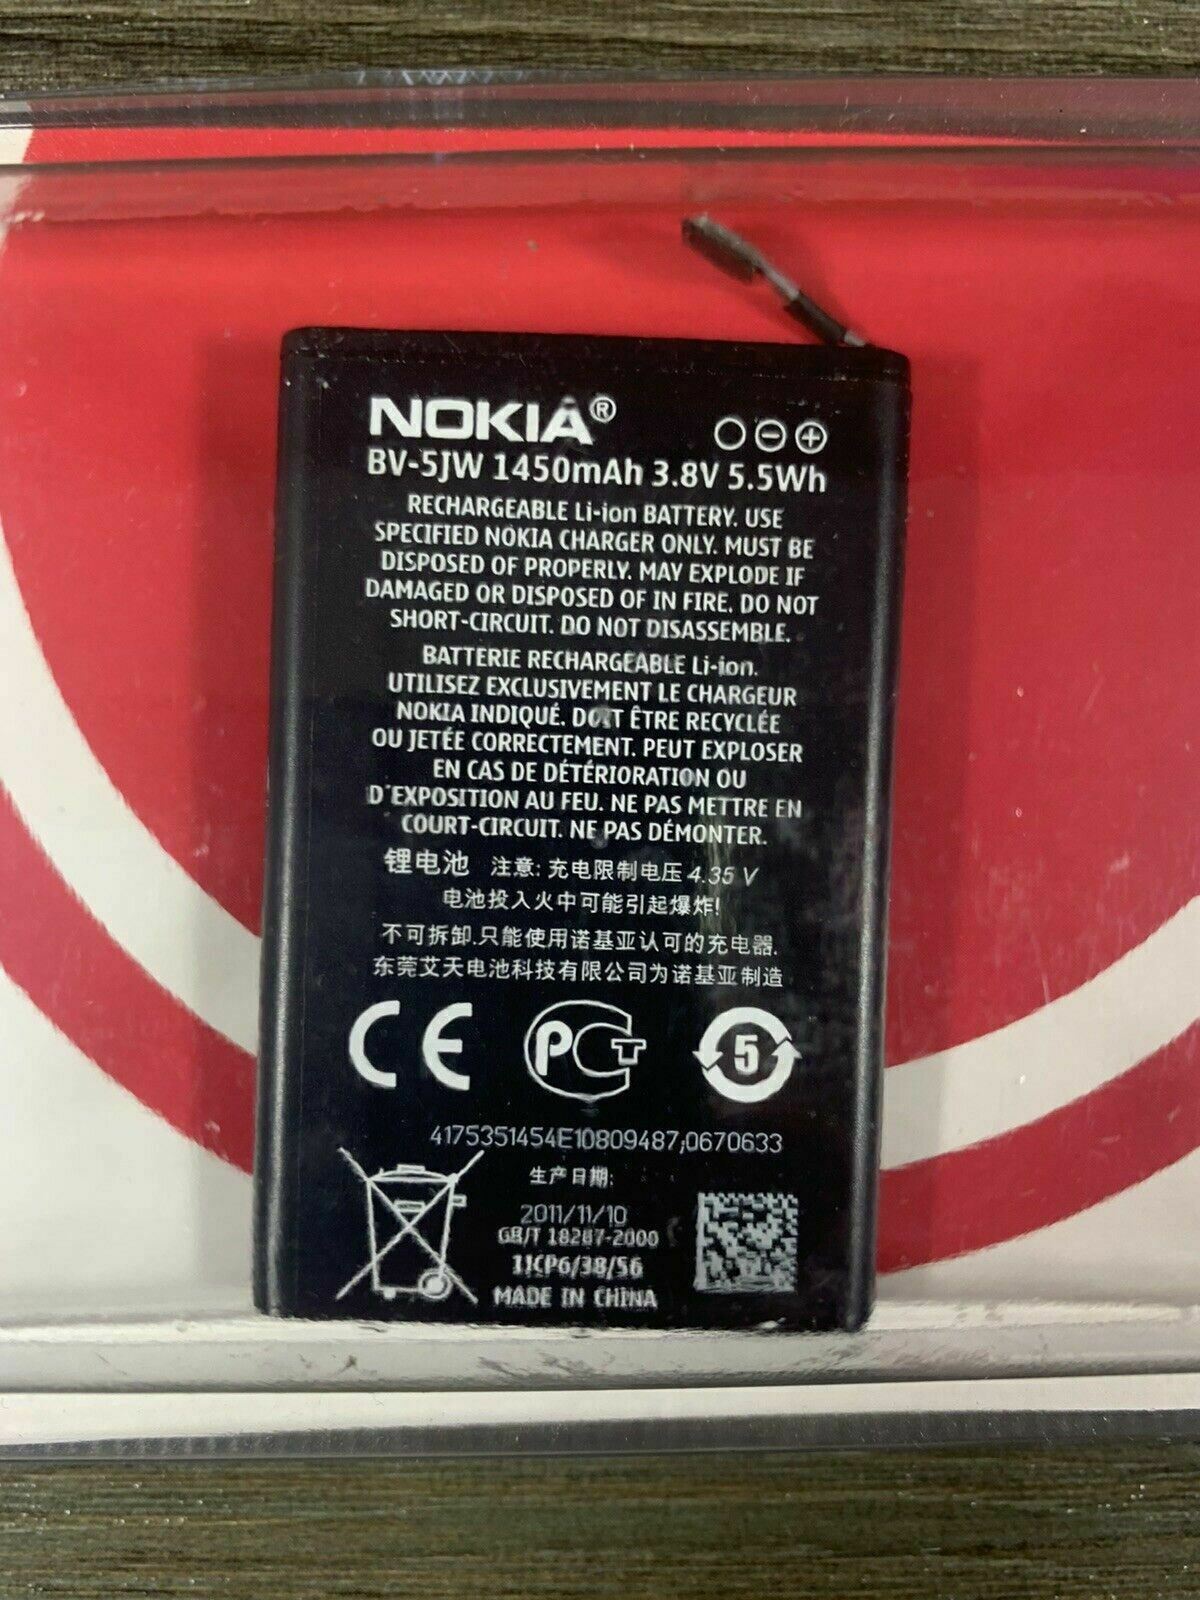 NOKIA®
BV-5JW 1450mAh 3.8V 5.5Wh
RECHARGEABLE Li-ion BATTERY. USE
SPECIFIED NOKIA CHARGER ONLY. MUST BE
DISPOSED OF PROPERLY. MAY EXPLODE IF
DAMAGED OR DISPOSED OF IN FIRE. DO NOT
SHORT-CIRCUIT. DO NOT DISASSEMBLE.
BATTERIE RECHARGEABLE Li-ion.
UTILISEZ EXCLUSIVEMENT LE CHARGEUR
NOKIA INDIQUÉ. DOIT ÊTRE RECYCLÉE
OU JETÉE CORRECTEMENT. PEUT EXPLOSER
EN CAS DE DÉTÉRIORATION OU
D'EXPOSITION AU FEU. NE PAS METTRE EN
COURT-CIRCUIT. NE PAS DÉMONTER.
锂电池 注意: 充电限制电压 4.35 V
电池投入火中可能引起爆炸!
不可拆卸.只能使用诺基亚认可的充电器.
东莞艾天电池科技有限公司为诺基亚制造
CE PCT 5
4175351454E10809487;0670633
生产日期:
2011/11/10
GB/T 18287-2000
1ICP6/38/56
MADE IN CHINA